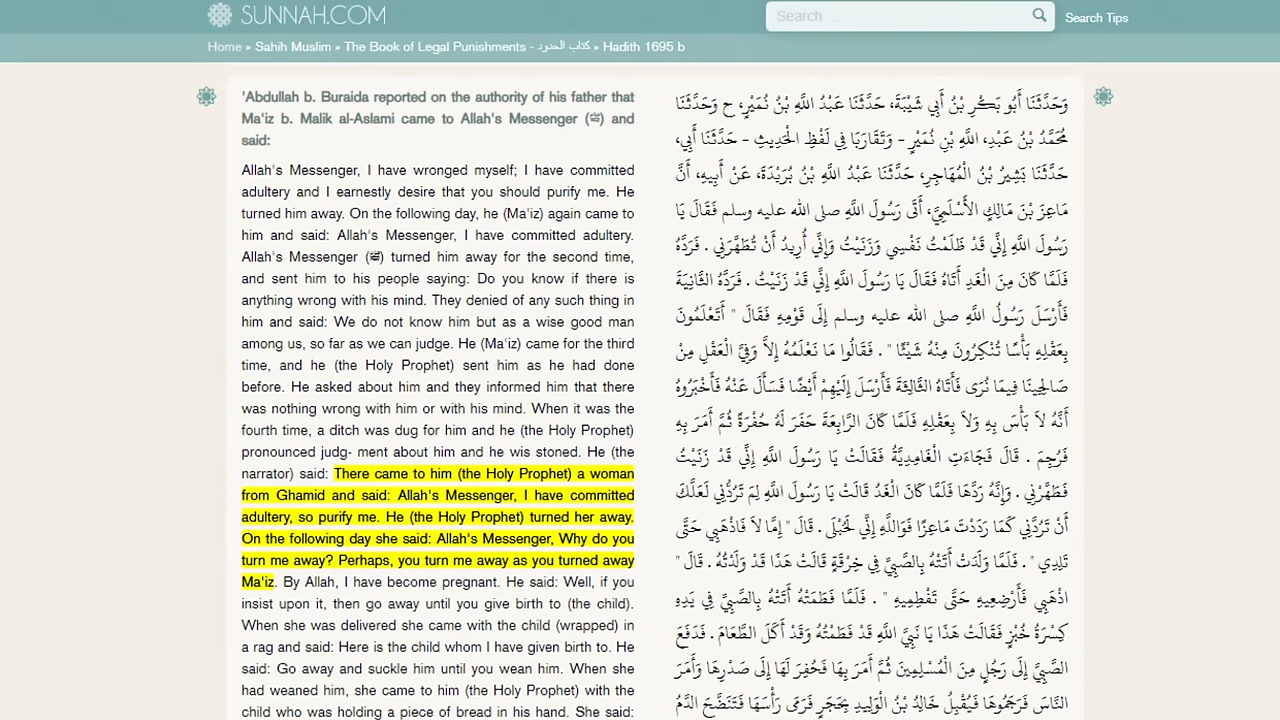 SUNNAH.COM
Search ...
Search Tips
Home » Sahih Muslim » The Book of Legal Punishments - كتاب الحدود » Hadith 1695 b
'Abdullah b. Buraida reported on the authority of his father that
Ma'iz b. Malik al-Aslami came to Allah's Messenger (ﷺ) and
said:
Allah's Messenger, I have wronged myself; I have committed
adultery and I earnestly desire that you should purify me. He
turned him away. On the following day, he (Ma'iz) again came to
him and said: Allah's Messenger, I have committed adultery.
Allah's Messenger (ﷺ) turned him away for the second time,
and sent him to his people saying: Do you know if there is
anything wrong with his mind. They denied of any such thing in
him and said: We do not know him but as a wise good man
among us, so far as we can judge. He (Ma'iz) came for the third
time, and he (the Holy Prophet) sent him as he had done
before. He asked about him and they informed him that there
was nothing wrong with him or with his mind. When it was the
fourth time, a ditch was dug for him and he (the Holy Prophet)
pronounced judg- ment about him and he wis stoned. He (the
narrator) said: There came to him (the Holy Prophet) a woman
from Ghamid and said: Allah's Messenger, I have committed
adultery, so purify me. He (the Holy Prophet) turned her away.
On the following day she said: Allah's Messenger, Why do you
turn me away? Perhaps, you turn me away as you turned away
Ma'iz. By Allah, I have become pregnant. He said: Well, if you
insist upon it, then go away until you give birth to (the child).
When she was delivered she came with the child (wrapped) in
a rag and said: Here is the child whom I have given birth to. He
said: Go away and suckle him until you wean him. When she
had weaned him, she came to him (the Holy Prophet) with the
child who was holding a piece of bread in his hand. She said:
وَحَدَّثَنَا أَبُو بَكْرِ بْنُ أَبِي شَيْبَةَ، حَدَّثَنَا عَبْدُ اللَّهِ بْنُ نُمَيْرٍ، ح وَحَدَّثَنَا
مُحَمَّدُ بْنُ عَبْدِ، اللَّهِ بْنِ نُمَيْرٍ - وَتَقَارَبَا فِي لَفْظِ الْحَدِيثِ - حَدَّثَنَا أَبِي،
حَدَّثَنَا بَشِيرُ بْنُ الْمُهَاجِرِ، حَدَّثَنَا عَبْدُ اللَّهِ بْنُ بُرَيْدَةَ، عَنْ أَبِيهِ، أَنَّ
مَاعِزَ بْنَ مَالِكٍ الأَسْلَمِيَّ، أَتَى رَسُولَ اللَّهِ صلى الله عليه وسلم فَقَالَ يَا
رَسُولَ اللَّهِ إِنِّي قَدْ ظَلَمْتُ نَفْسِي وَزَنَيْتُ وَإِنِّي أُرِيدُ أَنْ تُطَهِّرَنِي ‏.‏ فَرَدَّهُ
فَلَمَّا كَانَ مِنَ الْغَدِ أَتَاهُ فَقَالَ يَا رَسُولَ اللَّهِ إِنِّي قَدْ زَنَيْتُ ‏.‏ فَرَدَّهُ الثَّانِيَةَ
فَأَرْسَلَ رَسُولُ اللَّهِ صلى الله عليه وسلم إِلَى قَوْمِهِ فَقَالَ " أَتَعْلَمُونَ
بِعَقْلِهِ بَأْسًا تُنْكِرُونَ مِنْهُ شَيْئًا " . فَقَالُوا مَا نَعْلَمُهُ إِلاَّ وَفِيَّ الْعَقْلِ مِنْ
صَالِحِينَا فِيمَا نُرَى فَأَتَاهُ الثَّالِثَةَ فَأَرْسَلَ إِلَيْهِمْ أَيْضًا فَسَأَلَ عَنْهُ فَأَخْبَرُوهُ
أَنَّهُ لاَ بَأْسَ بِهِ وَلاَ بِعَقْلِهِ فَلَمَّا كَانَ الرَّابِعَةَ حَفَرَ لَهُ حُفْرَةً ثُمَّ أَمَرَ بِهِ
فَرُجِمَ . قَالَ فَجَاءَتِ الْغَامِدِيَّةُ فَقَالَتْ يَا رَسُولَ اللَّهِ إِنِّي قَدْ زَنَيْتُ
فَطَهِّرْنِي . وَإِنَّهُ رَدَّهَا فَلَمَّا كَانَ الْغَدُ قَالَتْ يَا رَسُولَ اللَّهِ لِمَ تَرُدُّنِي لَعَلَّكَ
أَنْ تَرُدَّنِي كَمَا رَدَدْتَ مَاعِزًا فَوَاللَّهِ إِنِّي لَحُبْلَى . قَالَ " إِمَّا لاَ فَاذْهَبِي حَتَّى
تَلِدِي " . فَلَمَّا وَلَدَتْ أَتَتْهُ بِالصَّبِيِّ فِي خِرْقَةٍ قَالَتْ هَذَا قَدْ وَلَدْتُهُ . قَالَ "
اذْهَبِي فَأَرْضِعِيهِ حَتَّى تَفْطِمِيهِ " . فَلَمَّا فَطَمَتْهُ أَتَتْهُ بِالصَّبِيِّ فِي يَدِهِ
كِسْرَةُ خُبْزٍ فَقَالَتْ هَذَا يَا نَبِيَّ اللَّهِ قَدْ فَطَمْتُهُ وَقَدْ أَكَلَ الطَّعَامَ . فَدَفَعَ
الصَّبِيَّ إِلَى رَجُلٍ مِنَ الْمُسْلِمِينَ ثُمَّ أَمَرَ بِهَا فَحُفِرَ لَهَا إِلَى صَدْرِهَا وَأَمَرَ
النَّاسَ فَرَجَمُوهَا فَيُقْبِلُ خَالِدُ بْنُ الْوَلِيدِ بِحَجَرٍ فَرَمَى رَأْسَهَا فَتَنَضَّحَ الدَّمُ